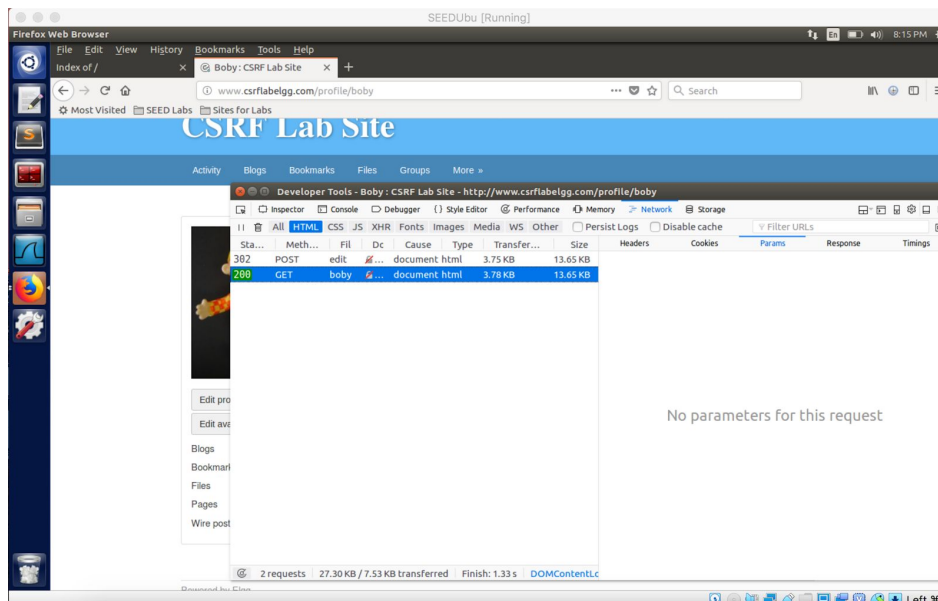 SEEDUbu [Running]
Firefox Web Browser
En
8:15 PM
File Edit View History Bookmarks Tools Help
Index of / × Boby : CSRF Lab Site × +
www.csrflabelgg.com/profile/boby ••• Search
Most Visited SEED Labs Sites for Labs
CSRF Lab Site
Activity Blogs Bookmarks Files Groups More »
Developer Tools - Boby : CSRF Lab Site - http://www.csrflabelgg.com/profile/boby
Inspector Console Debugger {} Style Editor Performance Memory Network Storage
All HTML CSS JS XHR Fonts Images Media WS Other Persist Logs Disable cache Filter URLs
Sta... Meth... Fil Dc Cause Type Transfer... Size Headers Cookies Params Response Timings
302 POST edit ... document html 3.75 KB 13.65 KB
200 GET boby ... document html 3.78 KB 13.65 KB
No parameters for this request
Edit pro
Edit ava
Blogs
Bookmar
Files
Pages
Wire post
2 requests 27.30 KB / 7.53 KB transferred Finish: 1.33 s DOMContentLo
Powered by Elgg
Left ⌘